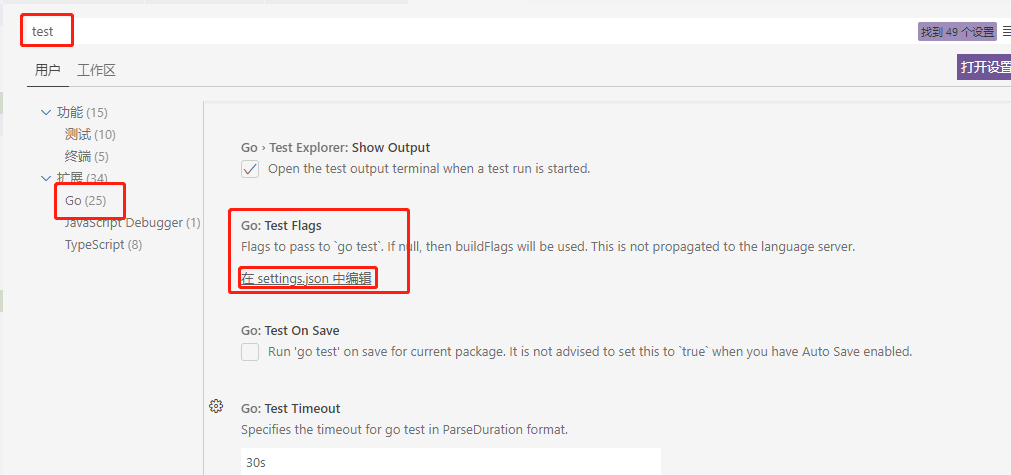 test
找到 49 个设置
用户 工作区
打开设置
功能 (15)
测试 (10)
终端 (5)
扩展 (34)
Go (25)
JavaScript Debugger (1)
TypeScript (8)
Go › Test Explorer: Show Output
Open the test output terminal when a test run is started.
Go: Test Flags
Flags to pass to `go test`. If null, then buildFlags will be used. This is not propagated to the language server.
在 settings.json 中编辑
Go: Test On Save
Run 'go test' on save for current package. It is not advised to set this to `true` when you have Auto Save enabled.
Go: Test Timeout
Specifies the timeout for go test in ParseDuration format.
30s